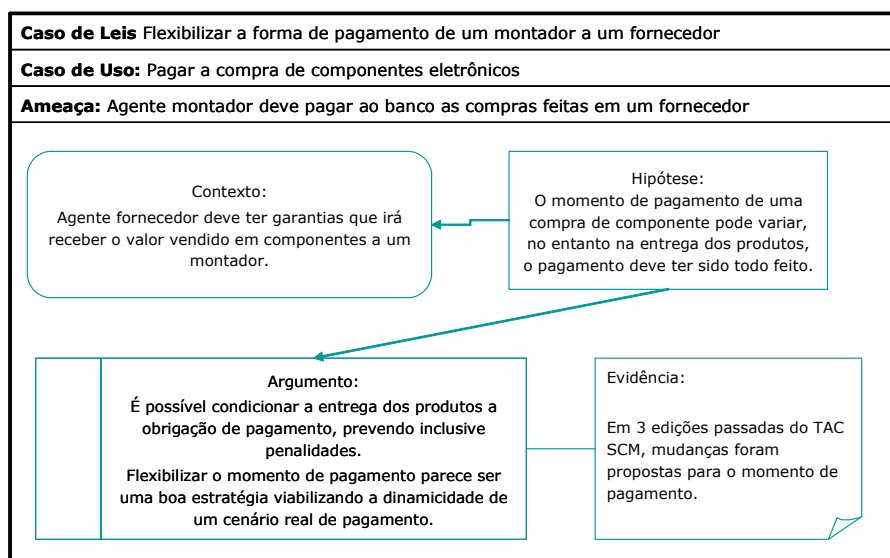 Caso de Leis Flexibilizar a forma de pagamento de um montador a um fornecedor
Caso de Uso: Pagar a compra de componentes eletrônicos
Ameaça: Agente montador deve pagar ao banco as compras feitas em um fornecedor
Contexto:
Agente fornecedor deve ter garantias que irá
receber o valor vendido em componentes a um
montador.
Hipótese:
O momento de pagamento de uma
compra de componente pode variar,
no entanto na entrega dos produtos,
o pagamento deve ter sido todo feito.
Argumento:
É possível condicionar a entrega dos produtos a
obrigação de pagamento, prevendo inclusive
penalidades.
Flexibilizar o momento de pagamento parece ser
uma boa estratégia viabilizando a dinamicidade de
um cenário real de pagamento.
Evidência:
Em 3 edições passadas do TAC
SCM, mudanças foram
propostas para o momento de
pagamento.